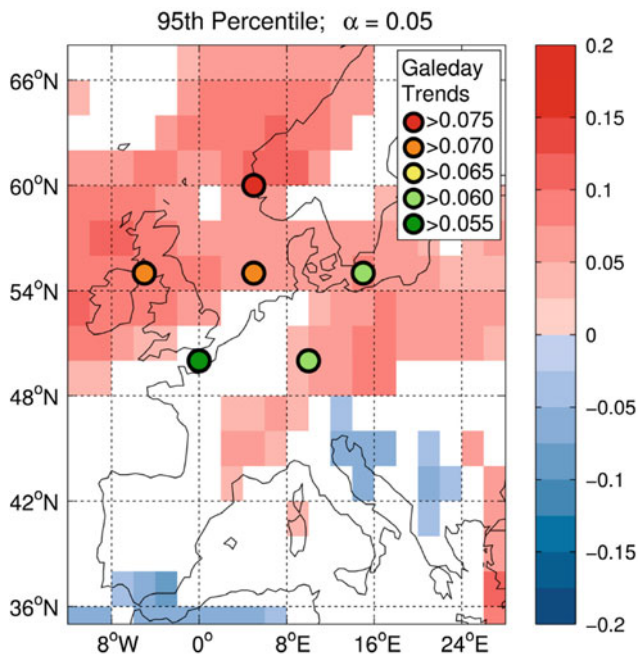 95th Percentile; α = 0.05
Galeday
Trends
>0.075
>0.070
>0.065
>0.060
>0.055
66°N
60°N
54°N
48°N
42°N
36°N
8°W
0°
8°E
16°E
24°E
0.2
0.15
0.1
0.05
0
−0.05
−0.1
−0.15
−0.2